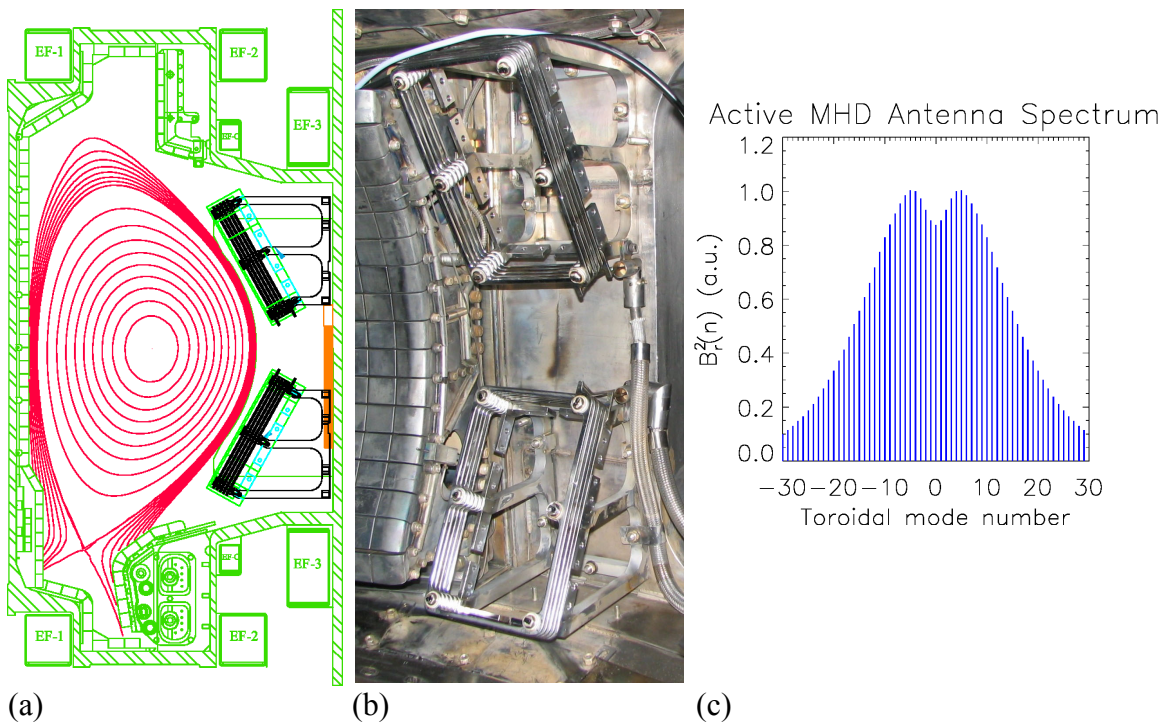 EF-1
EF-2
EF-3
EF-C
EF-C
EF-3
EF-1
EF-2
(a)
(b)
Active MHD Antenna Spectrum
1.2
1.0
0.8
0.6
0.4
0.2
0.0
B_r^2(n) (a.u.)
-30 -20 -10 0 10 20 30
Toroidal mode number
(c)